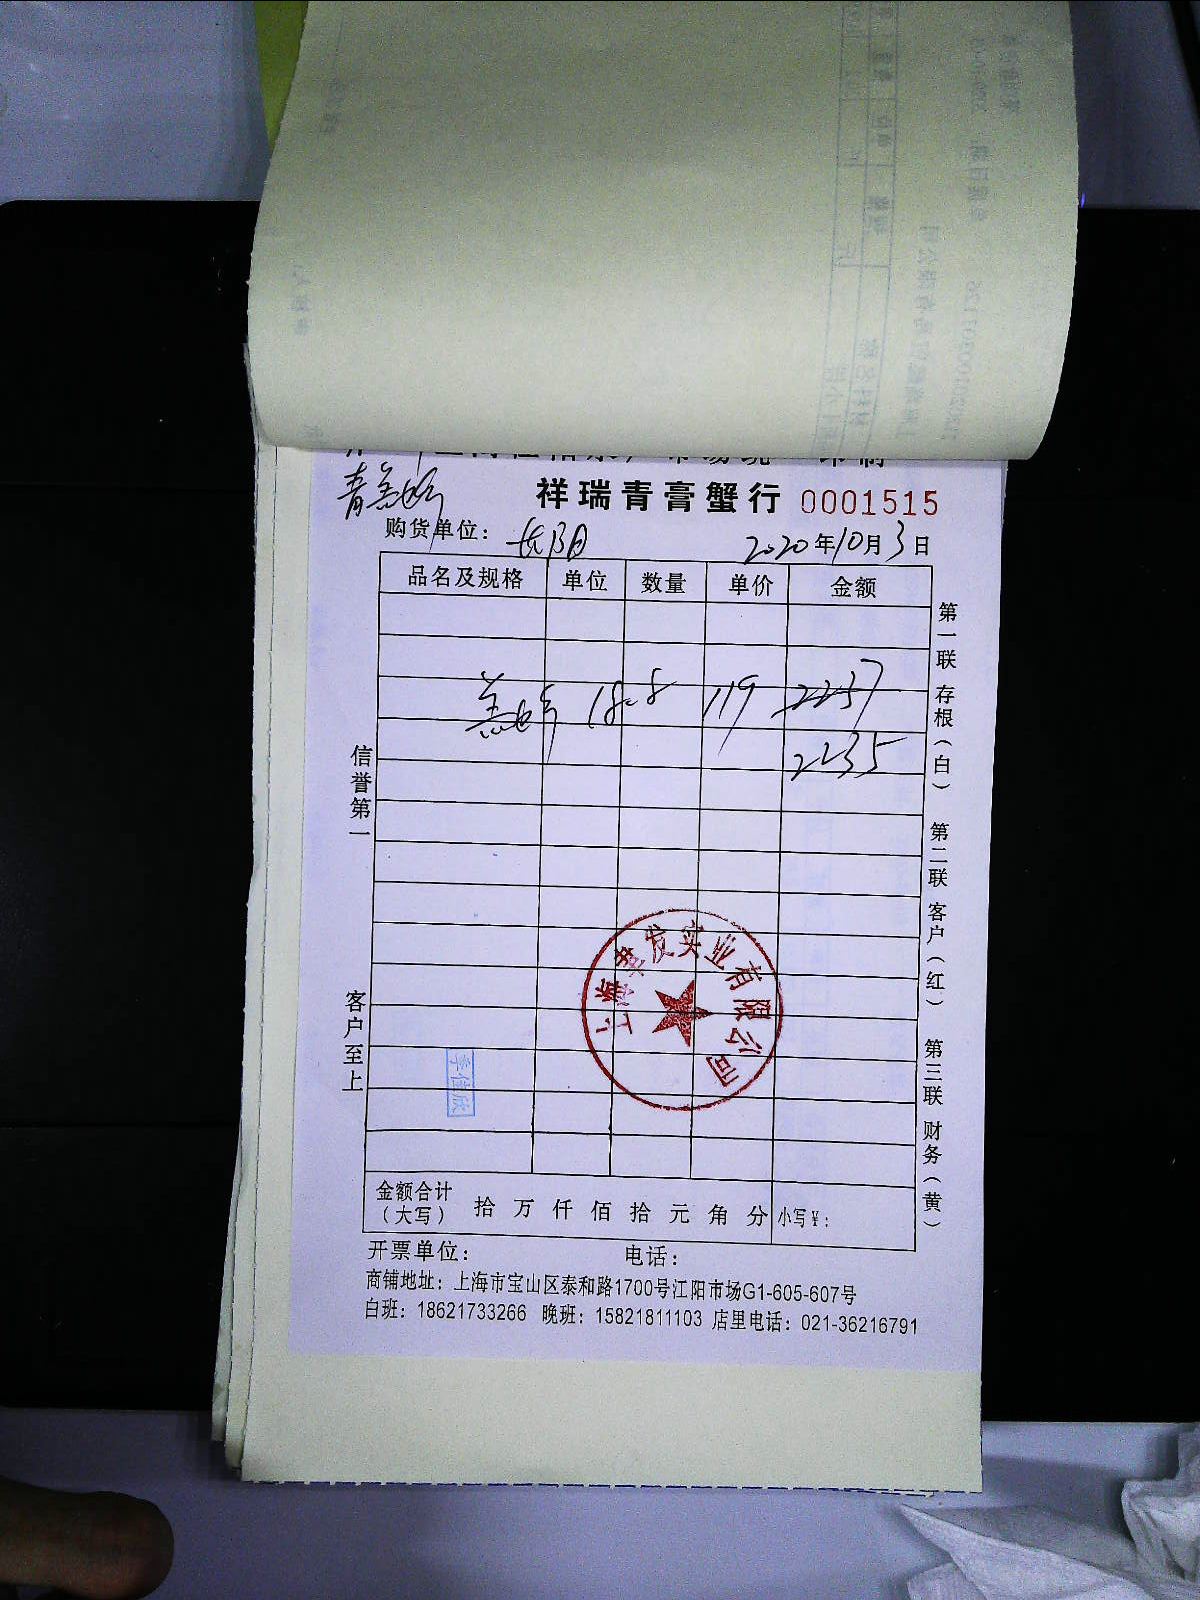 祥瑞青膏蟹行 0001515
购货单位：
2020年10月3日
品名及规格 单位 数量 单价 金额
18.8 119 2237
2235
第一联 存根（白） 第二联 客户（红） 第三联 财务（黄）
信誉第一 客户至上
发实业有限公司
李佳欣
金额合计（大写） 拾 万 仟 佰 拾 元 角 分 小写￥：
开票单位： 电话：
商铺地址：上海市宝山区泰和路1700号江阳市场G1-605-607号
白班：18621733266 晚班：15821811103 店里电话：021-36216791